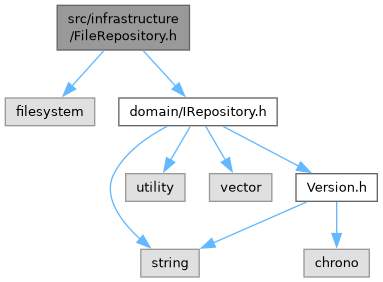 src/infrastructure
/FileRepository.h
filesystem
domain/IRepository.h
utility
vector
Version.h
string
chrono